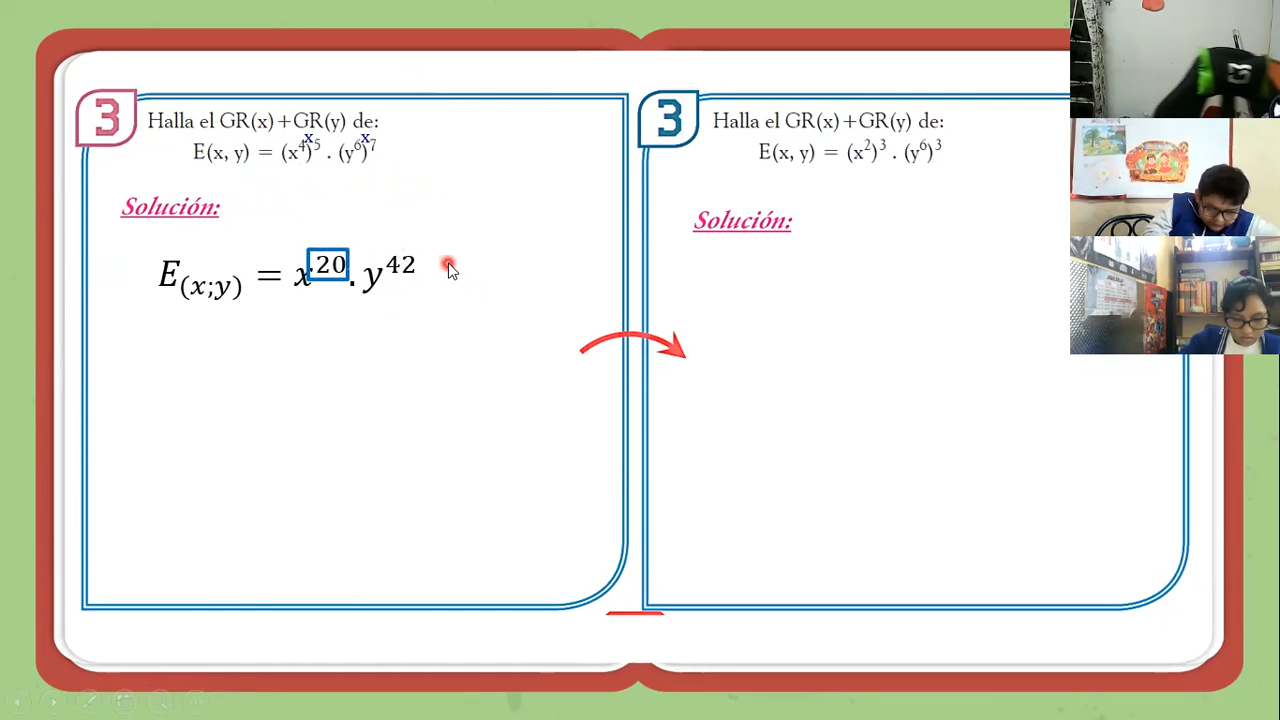 3
Halla el GR(x)+GR(y) de:
E(x, y) = (x⁴)⁵ . (y⁶)⁷
x x
Solución:
E(x;y) = x²⁰ . y⁴²
3
Halla el GR(x)+GR(y) de:
E(x, y) = (x²)³ . (y⁶)³
Solución: